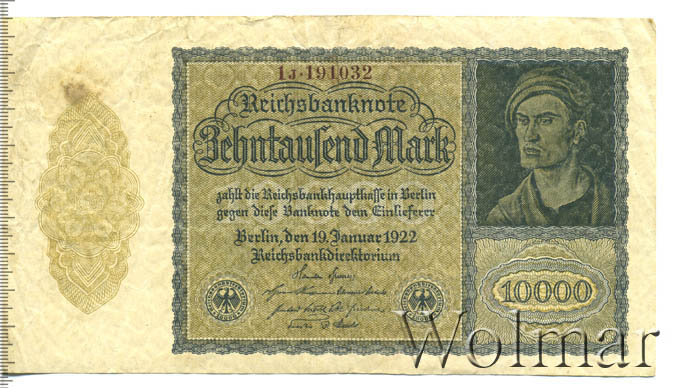 1J·191032
Reichsbanknote
Zehntausend Mark
zahlt die Reichsbankhauptkasse in Berlin
gegen diese Banknote dem Einlieferer
Berlin, den 19. Januar 1922
Reichsbankdirektorium
10000
Wolmar